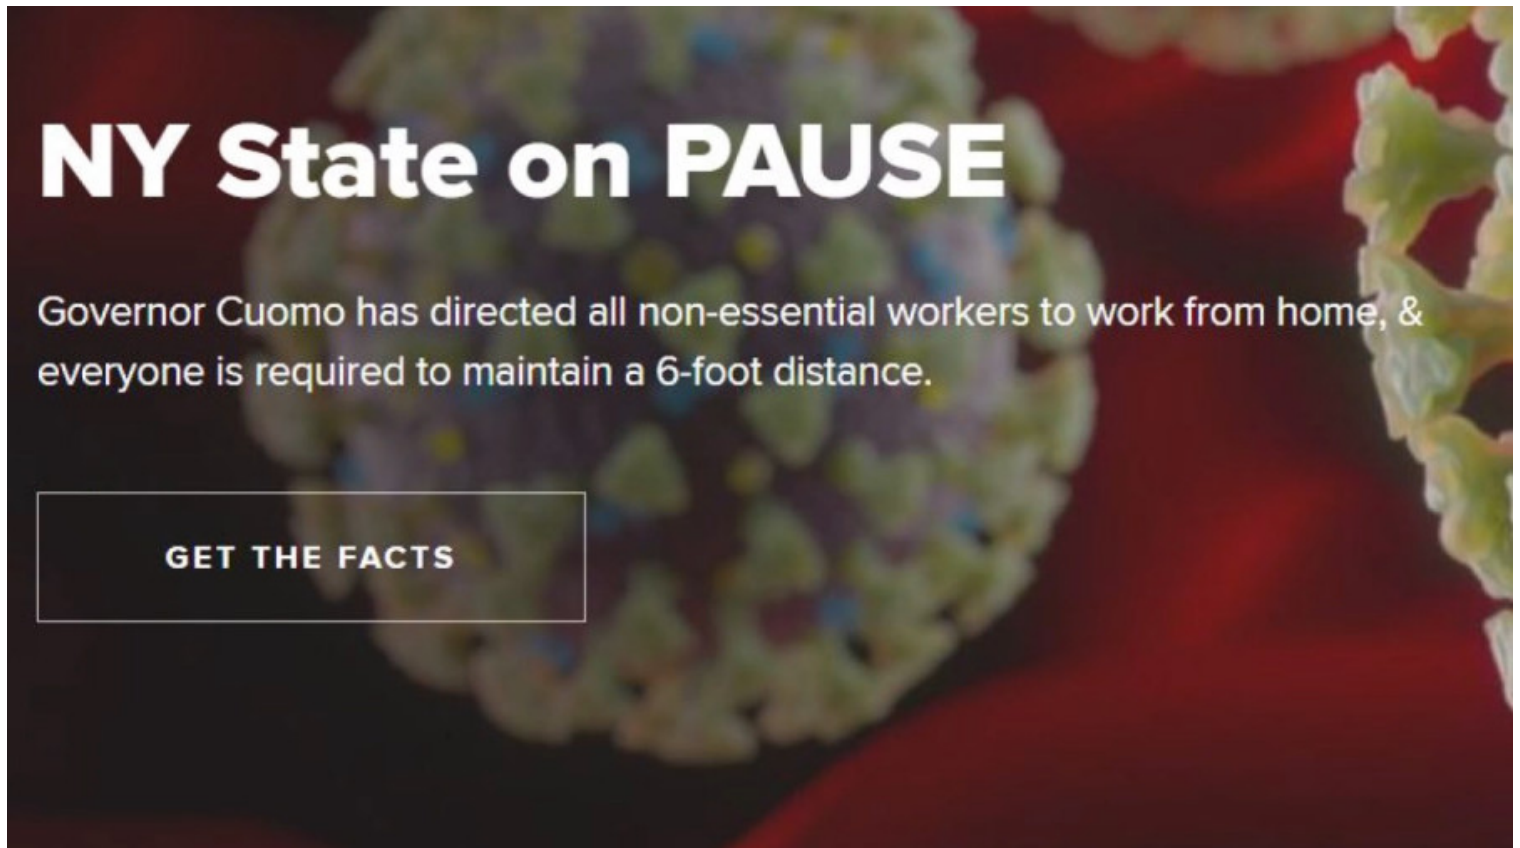 NY State on PAUSE
Governor Cuomo has directed all non-essential workers to work from home, &
everyone is required to maintain a 6-foot distance.
GET THE FACTS